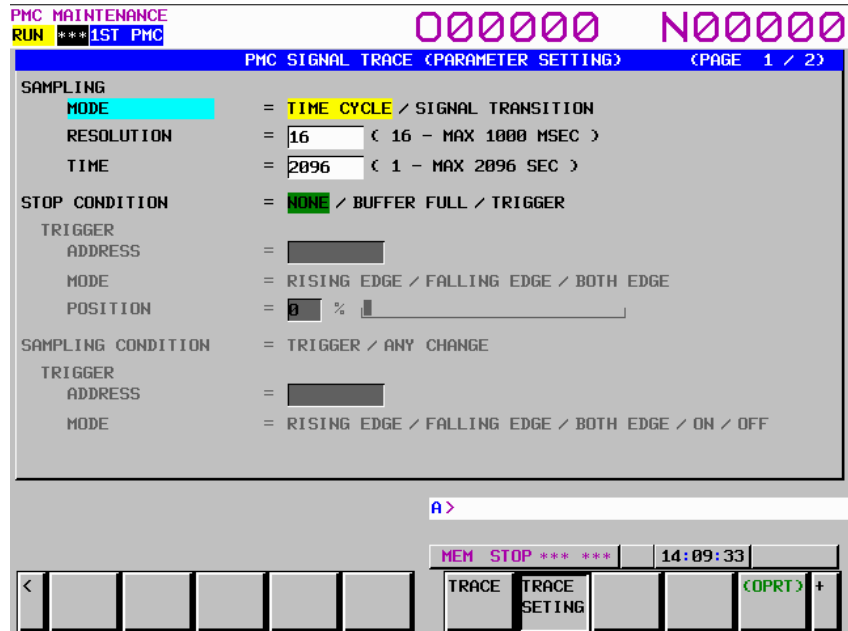 PMC MAINTENANCE
O00000 N00000
RUN ***1ST PMC
PMC SIGNAL TRACE (PARAMETER SETTING) (PAGE 1 / 2)
SAMPLING
MODE = TIME CYCLE / SIGNAL TRANSITION
RESOLUTION = 16 ( 16 - MAX 1000 MSEC )
TIME = 2096 ( 1 - MAX 2096 SEC )
STOP CONDITION = NONE / BUFFER FULL / TRIGGER
TRIGGER
ADDRESS =
MODE = RISING EDGE / FALLING EDGE / BOTH EDGE
POSITION = 0 %
SAMPLING CONDITION = TRIGGER / ANY CHANGE
TRIGGER
ADDRESS =
MODE = RISING EDGE / FALLING EDGE / BOTH EDGE / ON / OFF
A>
MEM STOP *** *** 14:09:33
< TRACE TRACE (OPRT) +
SETING